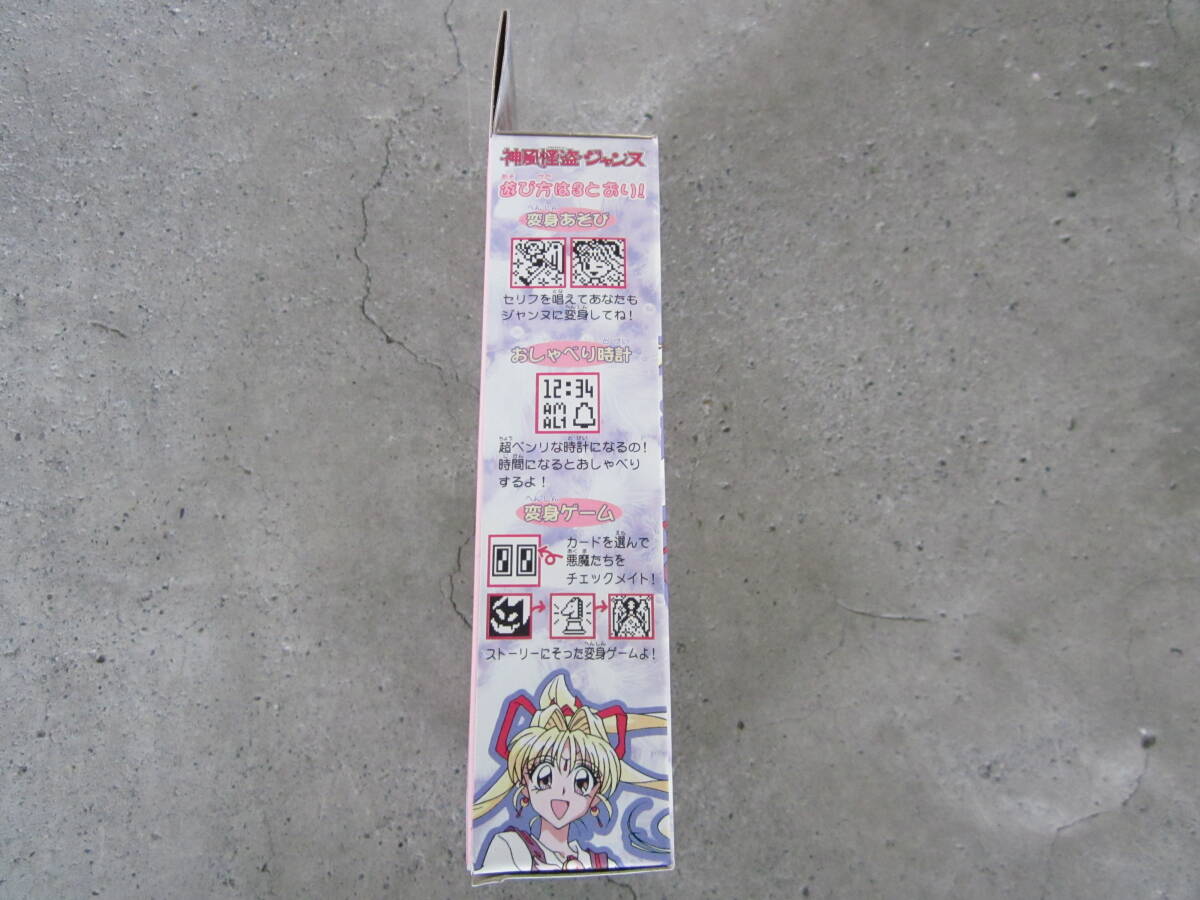 神風怪盗ジャンヌ
遊び方は3とおり!
変身あそび
セリフを唱えてあなたも
ジャンヌに変身してね!
おしゃべり時計
12:34
AM
AL1
超ベンリな時計になるの!
時間になるとおしゃべり
するよ!
変身ゲーム
カードを選んで
悪魔たちを
チェックメイト!
ストーリーにそった変身ゲームよ!